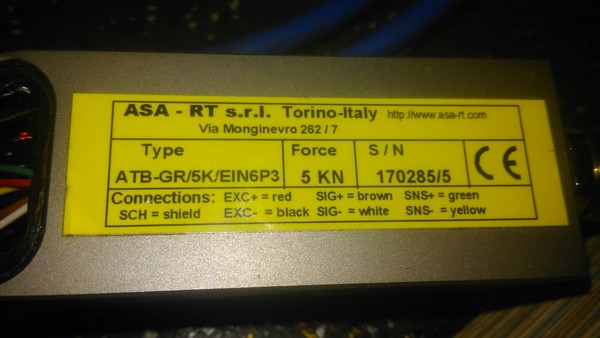 ASA - RT s.r.l. Torino-Italy http://www.asa-rt.com
Via Monginevro 262 / 7
Type Force S / N
ATB-GR/5K/EIN6P3 5 KN 170285/5 CE
Connections: EXC+ = red SIG+ = brown SNS+ = green
SCH = shield EXC- = black SIG- = white SNS- = yellow